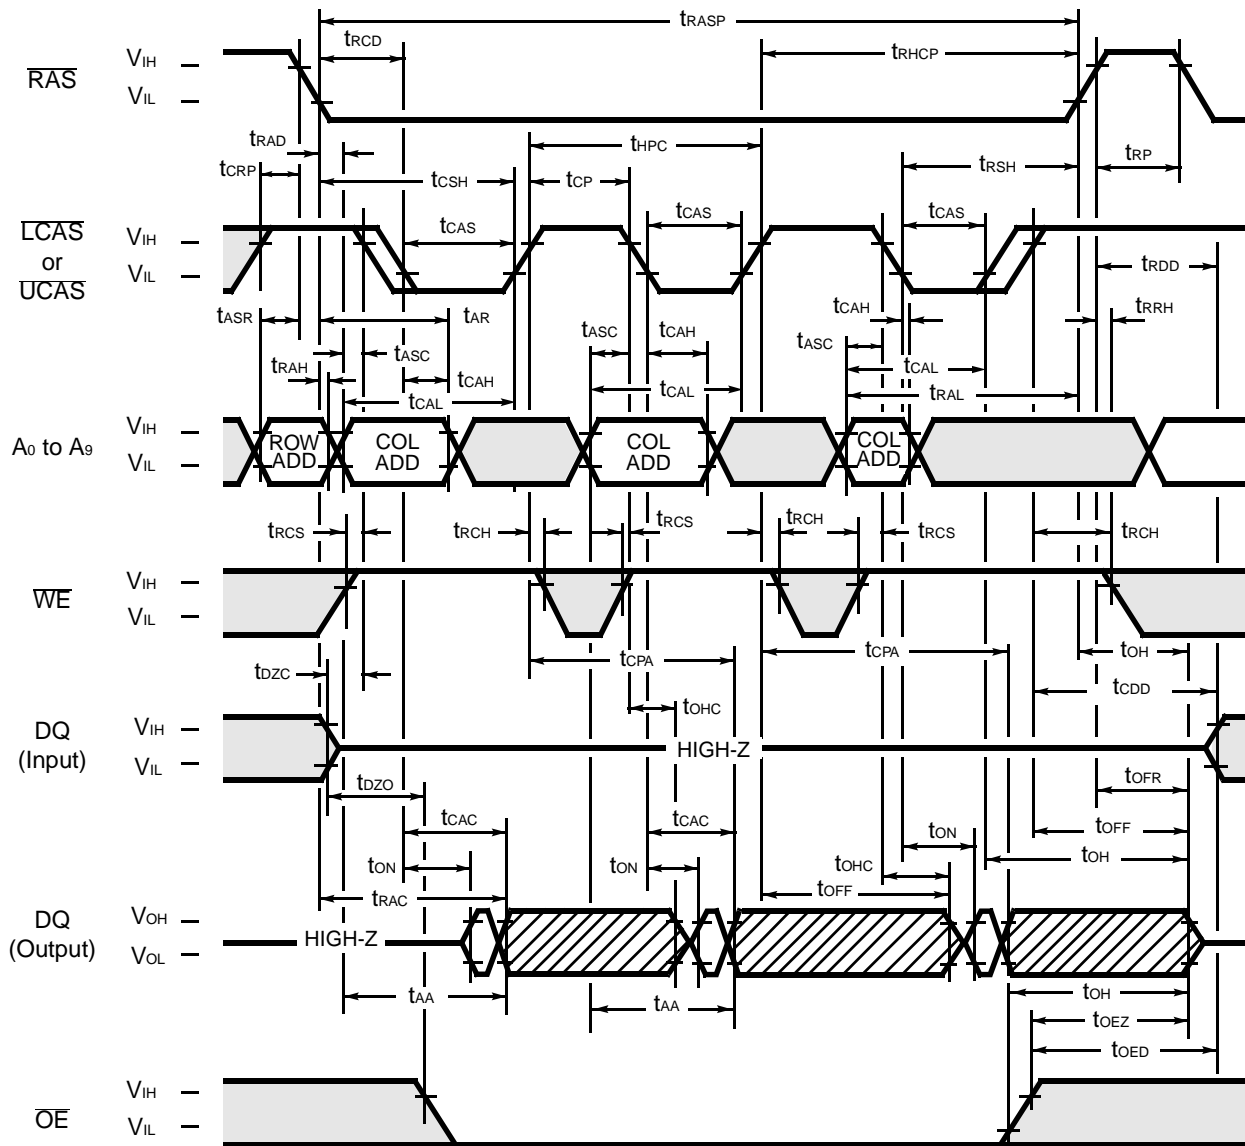 tRASP
tRCD
tRHCP
RAS
VIH
VIL
tRAD
tHPC
tCRP
tCSH
tCP
tRSH
tRP
LCAS
or
UCAS
VIH
VIL
tCAS
tCAS
tCAS
tRDD
tASR
tAR
tCAH
tRRH
tASC
tASC
tCAH
tASC
tRAH
tCAH
tCAL
tCAL
tCAL
tRAL
A0 to A9
VIH
VIL
ROW
ADD
COL
ADD
COL
ADD
COL
ADD
tRCS
tRCH
tRCS
tRCH
tRCS
tRCH
WE
VIH
VIL
tCPA
tCPA
tOH
tDZC
tOHC
tCDD
DQ
(Input)
VIH
VIL
HIGH-Z
tDZO
tOFR
tCAC
tCAC
tON
tOFF
tON
tON
tOHC
tOH
tRAC
tOFF
DQ
(Output)
VOH
VOL
HIGH-Z
tAA
tAA
tOH
tOEZ
tOED
OE
VIH
VIL